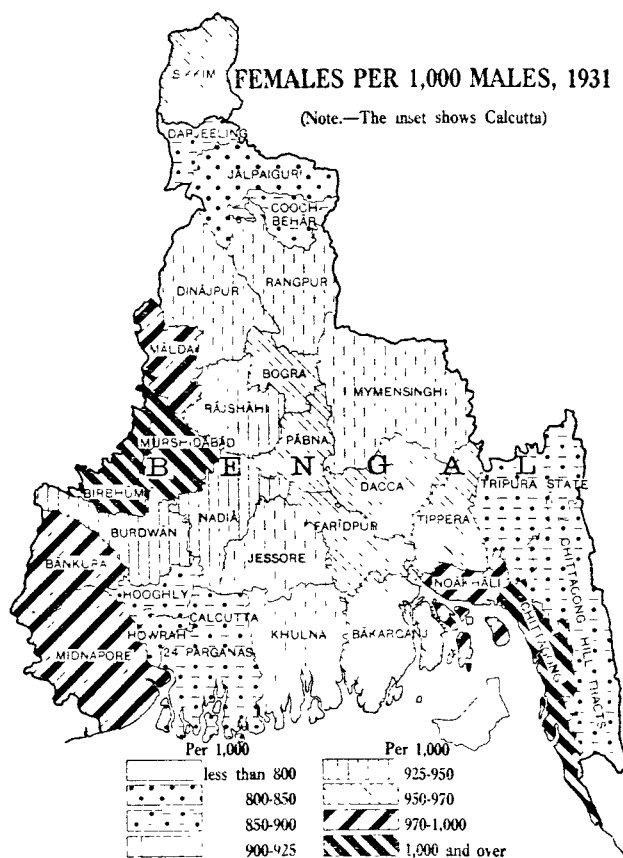 FEMALES PER 1,000 MALES, 1931
(Note.—The inset shows Calcutta)
SIKKIM
DARJEELING
JALPAIGURI
COOCH
BEHAR
DINAJPUR
RANGPUR
MALDA
BOGRA
MYMENSINGH
RAJSHAHI
MURSHIDABAD
PABNA
BENGAL
TRIPURA STATE
BIRBHUM
DACCA
NADIA
BURDWAN
FARIDPUR
TIPPERA
BANKURA
JESSORE
NOAKHALI
HOOGHLY
CHITTAGONG
CHITTAGONG HILL TRACTS
CALCUTTA
HOWRAH
KHULNA
BAKARGANJ
24 PARGANAS
MIDNAPORE
Per 1,000
less than 800
800-850
850-900
900-925
Per 1,000
925-950
950-970
970-1,000
1,000 and over